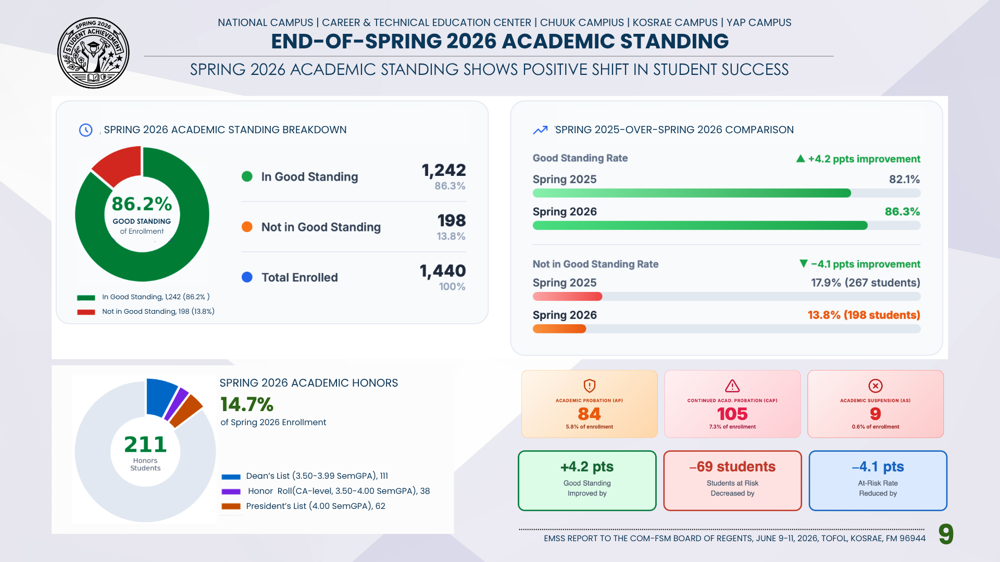 SPRING 2026
STUDENT ACHIEVEMENT
NATIONAL CAMPUS | CAREER & TECHNICAL EDUCATION CENTER | CHUUK CAMPIUS | KOSRAE CAMPUS | YAP CAMPUS
END-OF-SPRING 2026 ACADEMIC STANDING
SPRING 2026 ACADEMIC STANDING SHOWS POSITIVE SHIFT IN STUDENT SUCCESS
SPRING 2026 ACADEMIC STANDING BREAKDOWN
86.2%
GOOD STANDING
of Enrollment
In Good Standing, 1,242 (86.2% )
Not in Good Standing, 198 (13.8%)
In Good Standing 1,242
86.3%
Not in Good Standing 198
13.8%
Total Enrolled 1,440
100%
SPRING 2025-OVER-SPRING 2026 COMPARISON
Good Standing Rate ▲ +4.2 ppts improvement
Spring 2025 82.1%
Spring 2026 86.3%
Not in Good Standing Rate ▼ −4.1 ppts improvement
Spring 2025 17.9% (267 students)
Spring 2026 13.8% (198 students)
211
Honors
Students
SPRING 2026 ACADEMIC HONORS
14.7%
of Spring 2026 Enrollment
Dean's List (3.50-3.99 SemGPA), 111
Honor Roll(CA-level, 3.50-4.00 SemGPA), 38
President's List (4.00 SemGPA), 62
ACADEMIC PROBATION (AP)
84
5.8% of enrollment
CONTINUED ACAD. PROBATION (CAP)
105
7.3% of enrollment
ACADEMIC SUSPENSION (AS)
9
0.6% of enrollment
+4.2 pts
Good Standing
Improved by
–69 students
Students at Risk
Decreased by
–4.1 pts
At-Risk Rate
Reduced by
EMSS REPORT TO THE COM-FSM BOARD OF REGENTS, JUNE 9-11, 2026, TOFOL, KOSRAE, FM 96944
9